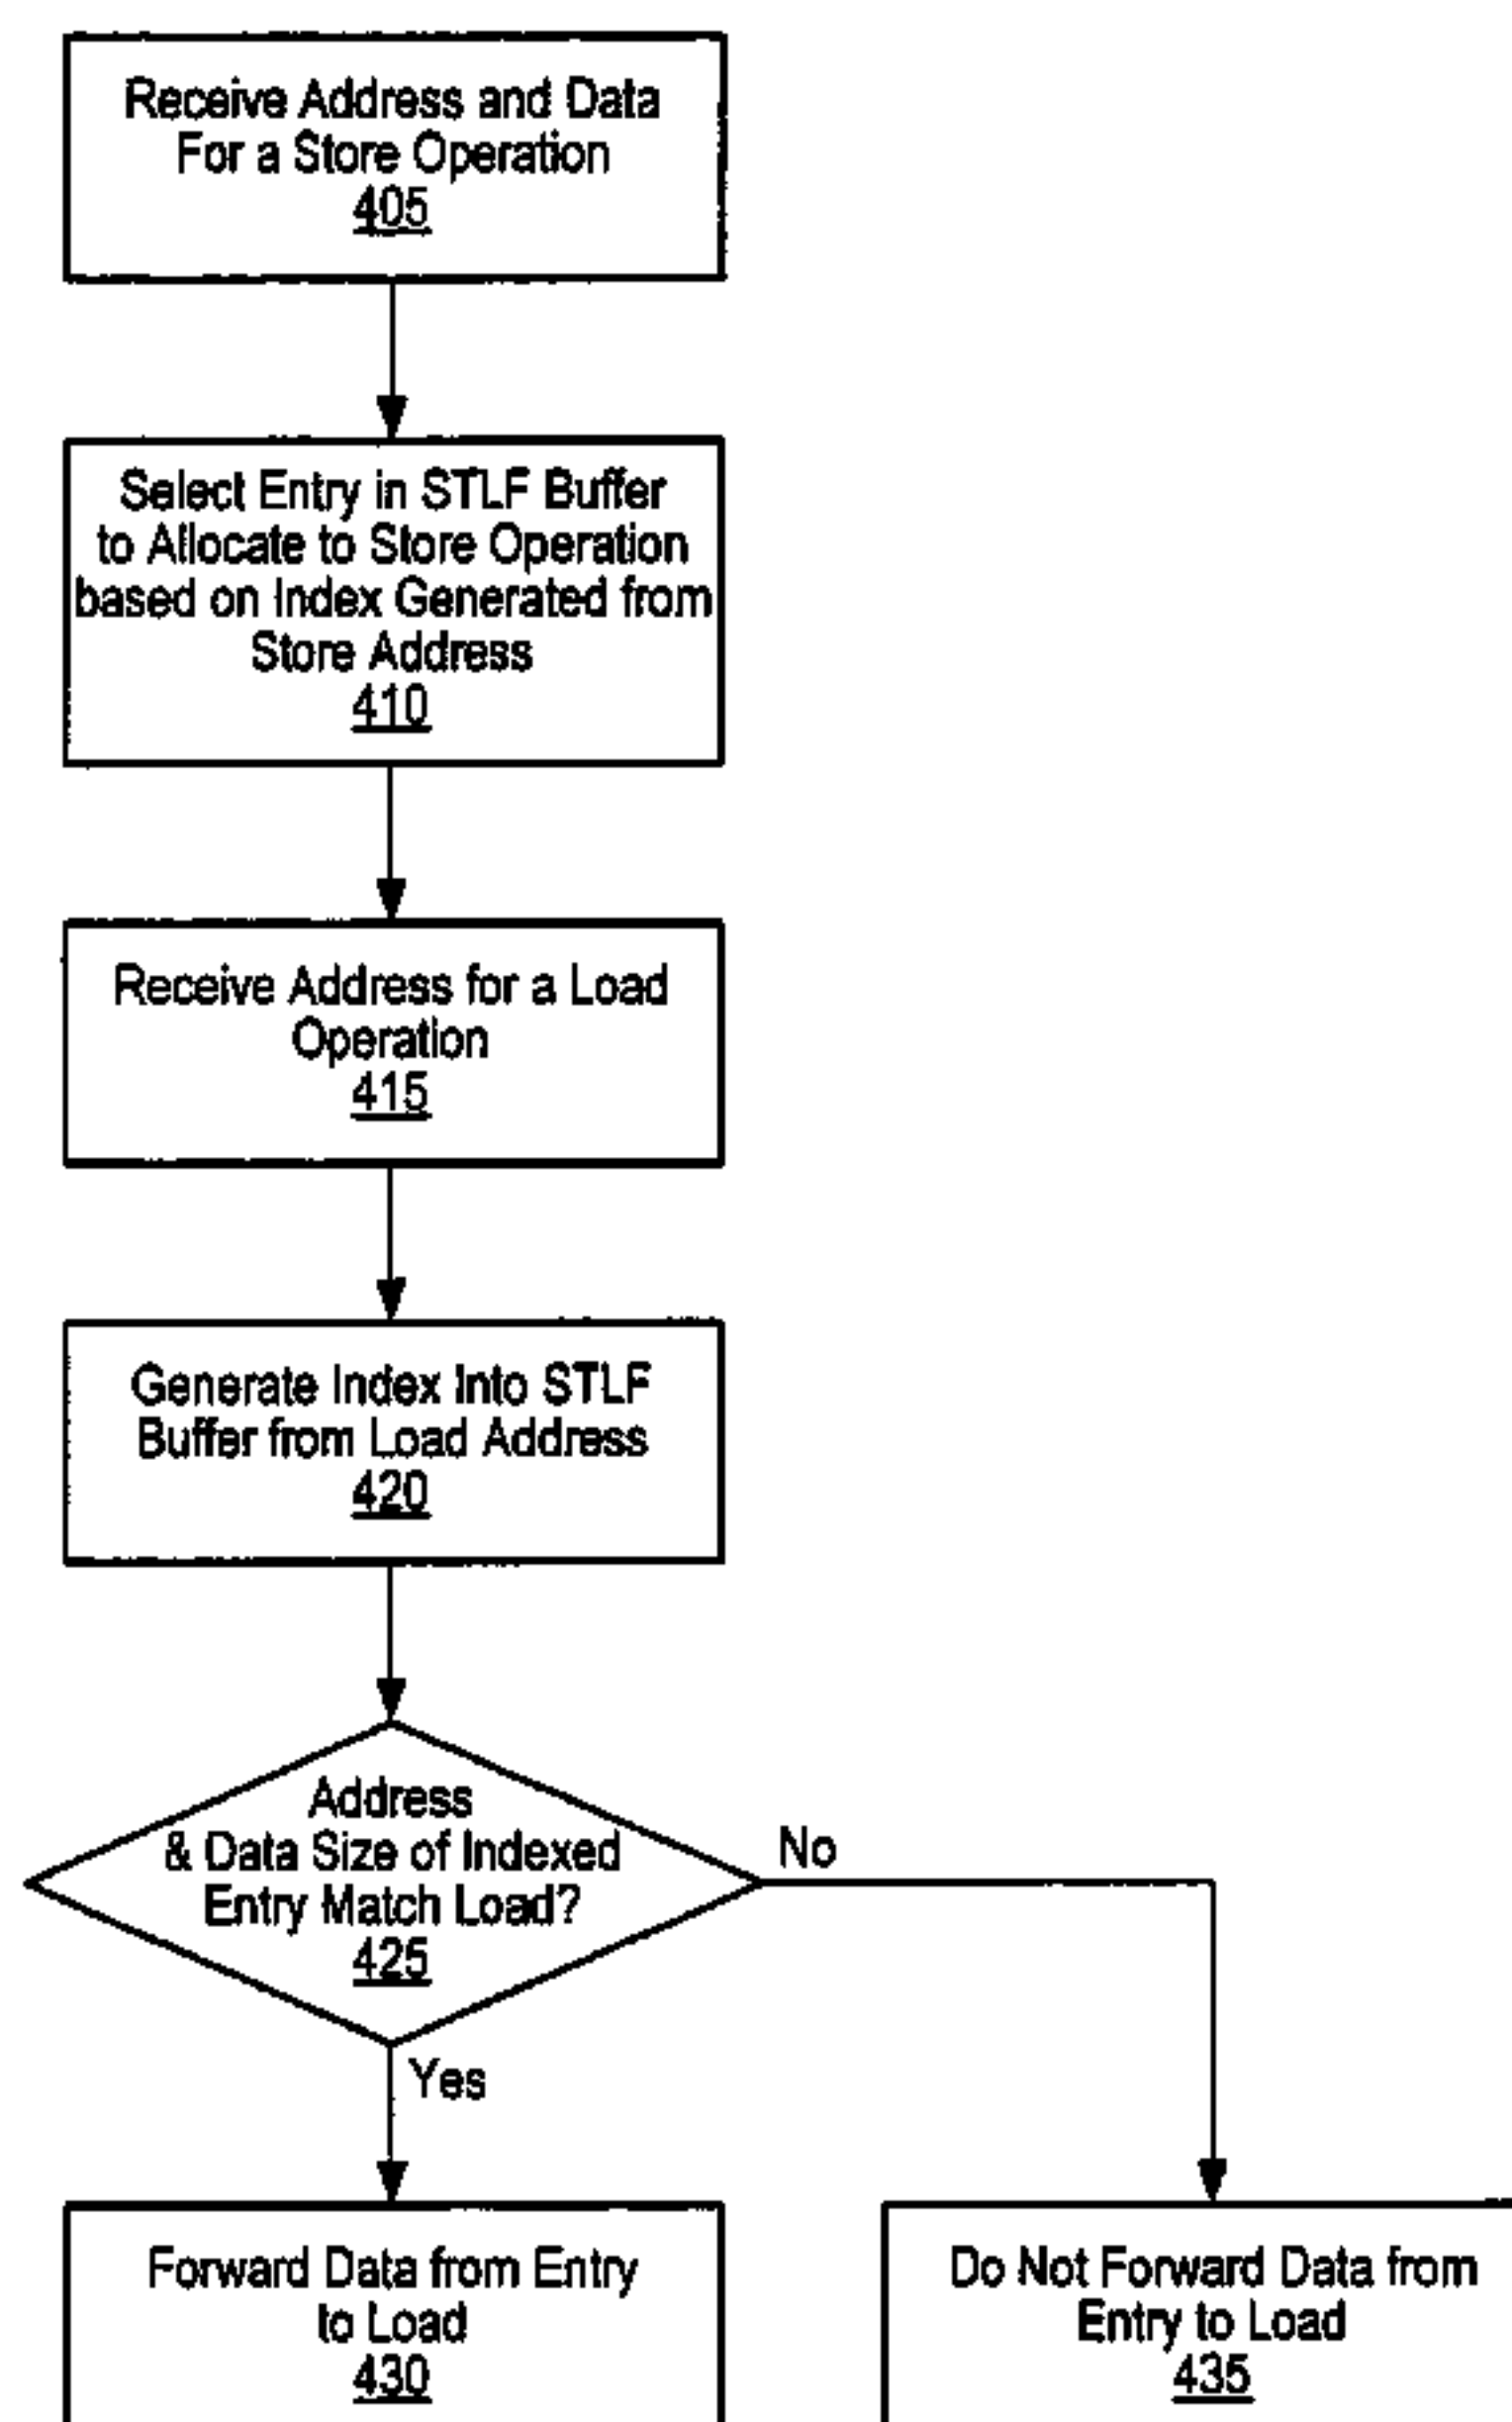 Receive Address and Data
For a Store Operation
405
Select Entry in STLF Buffer
to Allocate to Store Operation
based on Index Generated from
Store Address
410
Receive Address for a Load
Operation
415
Generate Index Into STLF
Buffer from Load Address
420
Address
& Data Size of Indexed
Entry Match Load?
425
No
Yes
Forward Data from Entry
to Load
430
Do Not Forward Data from
Entry to Load
435